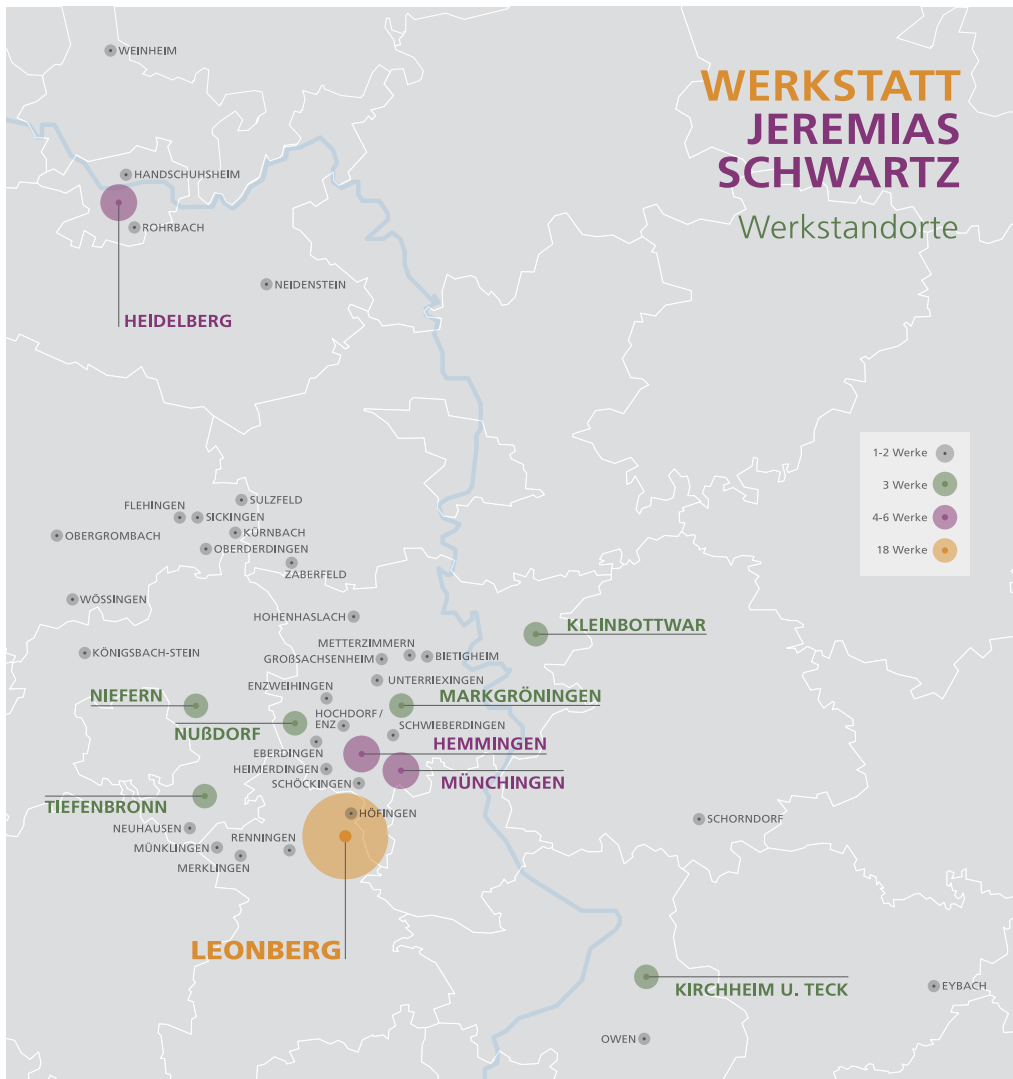 WEINHEIM
WERKSTATT
JEREMIAS
SCHWARTZ
Werkstandorte
HANDSCHUHSHEIM
ROHRBACH
NEIDENSTEIN
HEIDELBERG
1-2 Werke
3 Werke
4-6 Werke
18 Werke
SULZFELD
FLEHINGEN
SICKINGEN
OBERGROMBACH
KÜRNBACH
OBERDERDINGEN
ZABERFELD
WÖSSINGEN
HOHENHASLACH
KLEINBOTTWAR
METTERZIMMERN
KÖNIGSBACH-STEIN
GROßSACHSENHEIM
BIETIGHEIM
UNTERRIEXINGEN
ENZWEIHINGEN
NIEFERN
MARKGRÖNINGEN
HOCHDORF/
ENZ
NUßDORF
SCHWIEBERDINGEN
HEMMINGEN
EBERDINGEN
HEIMERDINGEN
SCHÖCKINGEN
MÜNCHINGEN
TIEFENBRONN
HÖFINGEN
SCHORNDORF
NEUHAUSEN
RENNINGEN
MÜNKLINGEN
MERKLINGEN
LEONBERG
KIRCHHEIM U. TECK
EYBACH
OWEN